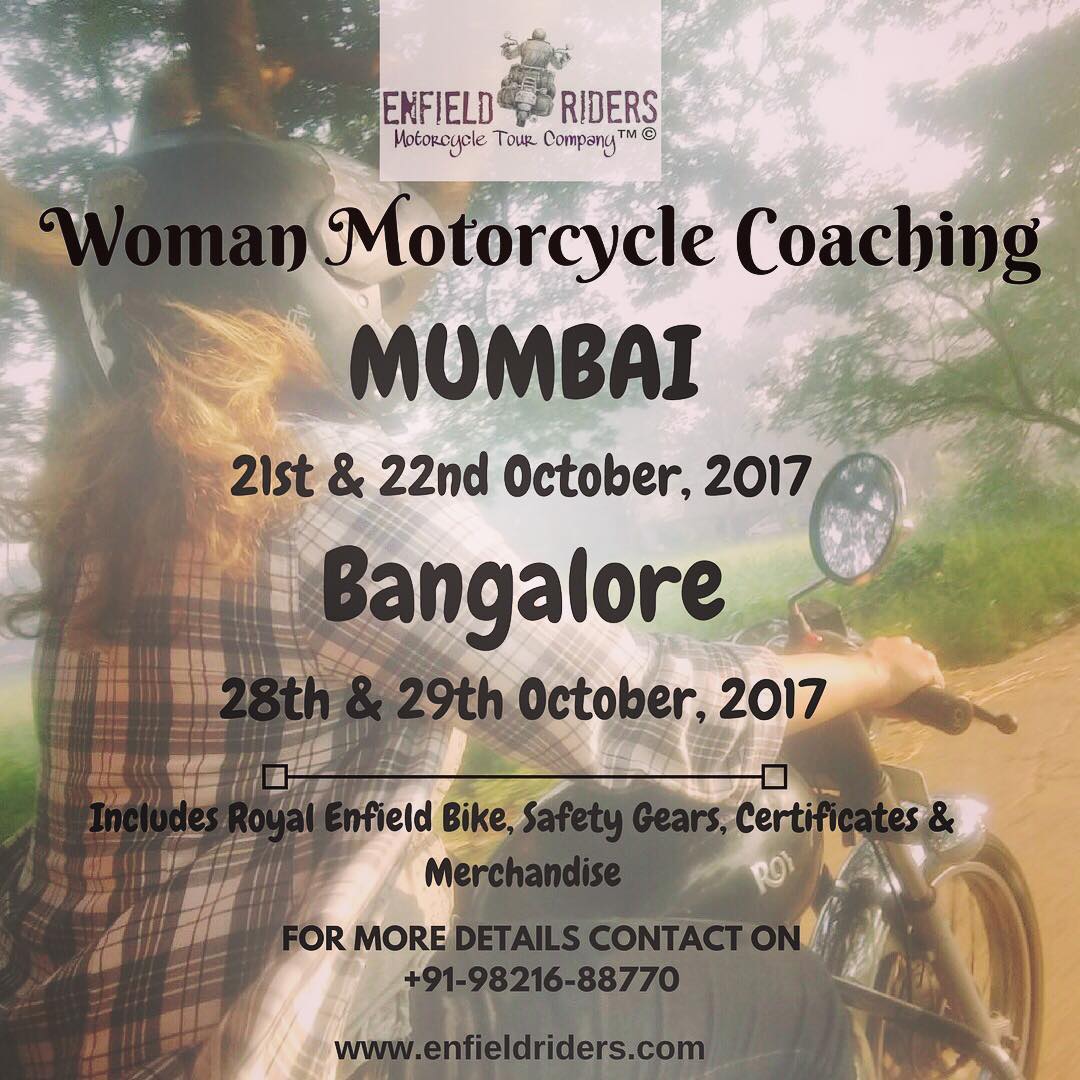 ENFIELD RIDERS
Motorcycle Tour Company™ ©
Woman Motorcycle Coaching
MUMBAI
21st & 22nd October, 2017
Bangalore
28th & 29th October, 2017
Includes Royal Enfield Bike, Safety Gears, Certificates &
Merchandise
FOR MORE DETAILS CONTACT ON
+91-98216-88770
www.enfieldriders.com